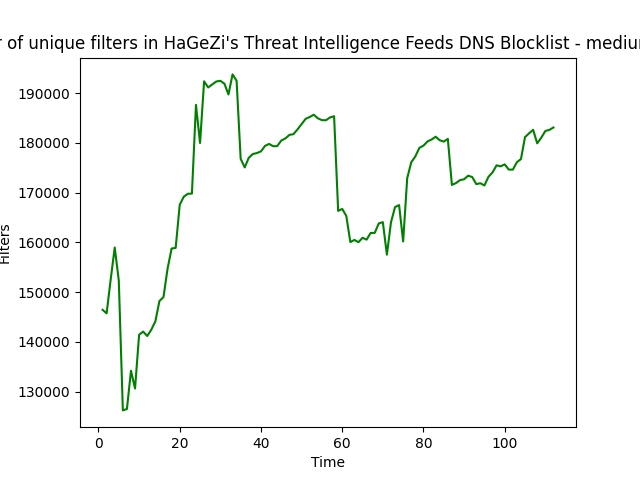 r of unique filters in HaGeZi's Threat Intelligence Feeds DNS Blocklist - mediu
190000
180000
170000
160000
150000
140000
130000
Filters
0 20 40 60 80 100
Time